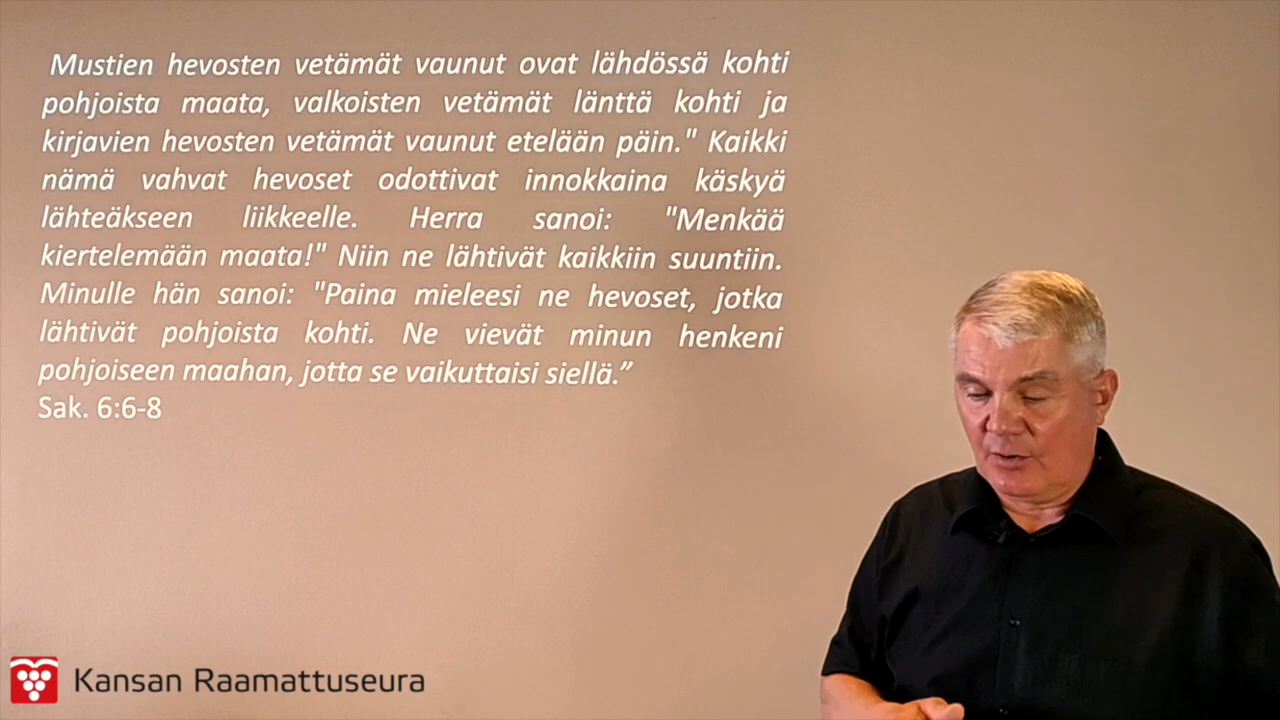 Mustien hevosten vetämät vaunut ovat lähdössä kohti
pohjoista maata, valkoisten vetämät länttä kohti ja
kirjavien hevosten vetämät vaunut etelään päin." Kaikki
nämä vahvat hevoset odottivat innokkaina käskyä
lähteäkseen liikkeelle. Herra sanoi: "Menkää
kiertelemään maata!" Niin ne lähtivät kaikkiin suuntiin.
Minulle hän sanoi: "Paina mieleesi ne hevoset, jotka
lähtivät pohjoista kohti. Ne vievät minun henkeni
pohjoiseen maahan, jotta se vaikuttaisi siellä.”
Sak. 6:6-8
Kansan Raamattuseura